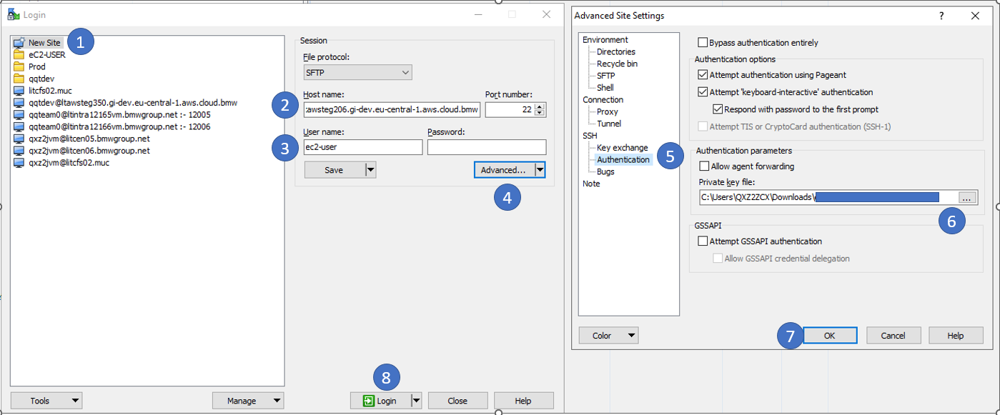 Login
New Site
1
eC2-USER
Prod
qqtdev
litcfs02.muc
qqtdev@ltawsteg350.gi-dev.eu-central-1.aws.cloud.bmw
qqteam0@ltintra12165vm.bmwgroup.net :- 12005
qqteam0@ltintra12166vm.bmwgroup.net :- 12006
qxz2jvm@litcen05.bmwgroup.net
qxz2jvm@litcen06.bmwgroup.net
qxz2jvm@litcfs02.muc
Session
File protocol:
SFTP
Host name:
Port number:
2
tawsteg206.gi-dev.eu-central-1.aws.cloud.bmw
22
User name:
Password:
3
ec2-user
Save
Advanced...
4
Tools
Manage
8
Login
Close
Help
Advanced Site Settings
?
Environment
Directories
Recycle bin
SFTP
Shell
Connection
Proxy
Tunnel
SSH
Key exchange
Authentication
5
Bugs
Note
Bypass authentication entirely
Authentication options
Attempt authentication using Pageant
Attempt 'keyboard-interactive' authentication
Respond with password to the first prompt
Attempt TIS or CryptoCard authentication (SSH-1)
Authentication parameters
Allow agent forwarding
Private key file:
C:\Users\QXZ2ZCX\Downloads\
...
6
GSSAPI
Attempt GSSAPI authentication
Allow GSSAPI credential delegation
Color
7
OK
Cancel
Help